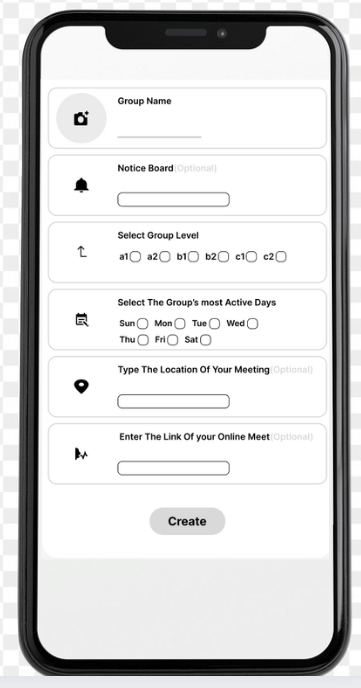 Group Name
Notice Board(Optional)
Select Group Level
a1 a2 b1 b2 c1 c2
Select The Group's most Active Days
Sun Mon Tue Wed
Thu Fri Sat
Type The Location Of Your Meeting(Optional)
Enter The Link Of your Online Meet(Optional)
Create